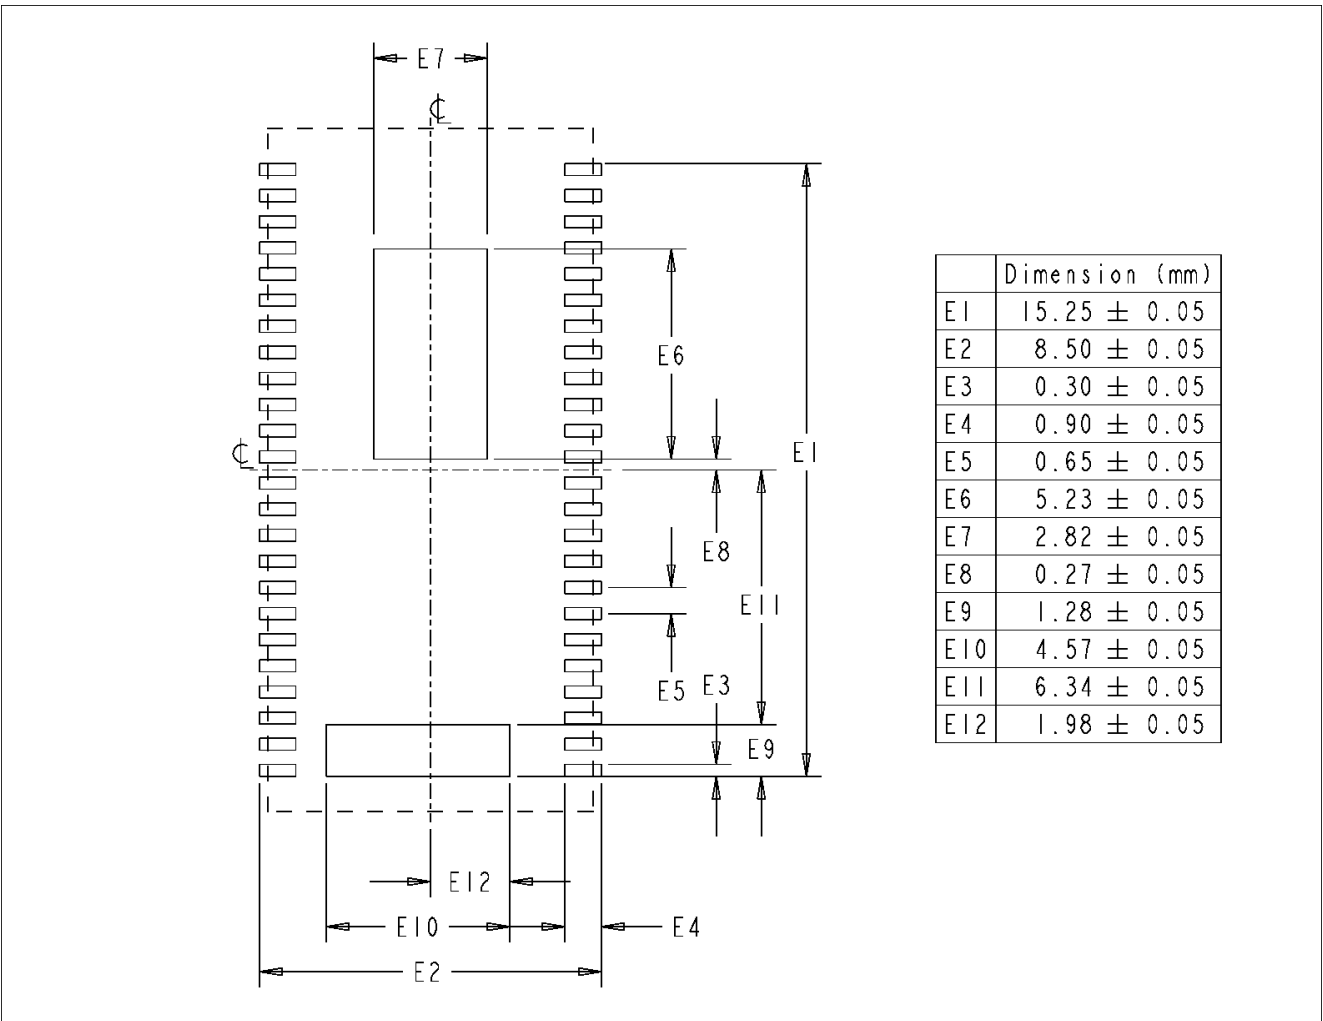 E7
℄
℄
E6
E1
E8
E11
E5 E3
E9
E12
E10
E4
E2
Dimension (mm)
E1 15.25 ± 0.05
E2 8.50 ± 0.05
E3 0.30 ± 0.05
E4 0.90 ± 0.05
E5 0.65 ± 0.05
E6 5.23 ± 0.05
E7 2.82 ± 0.05
E8 0.27 ± 0.05
E9 1.28 ± 0.05
E10 4.57 ± 0.05
E11 6.34 ± 0.05
E12 1.98 ± 0.05